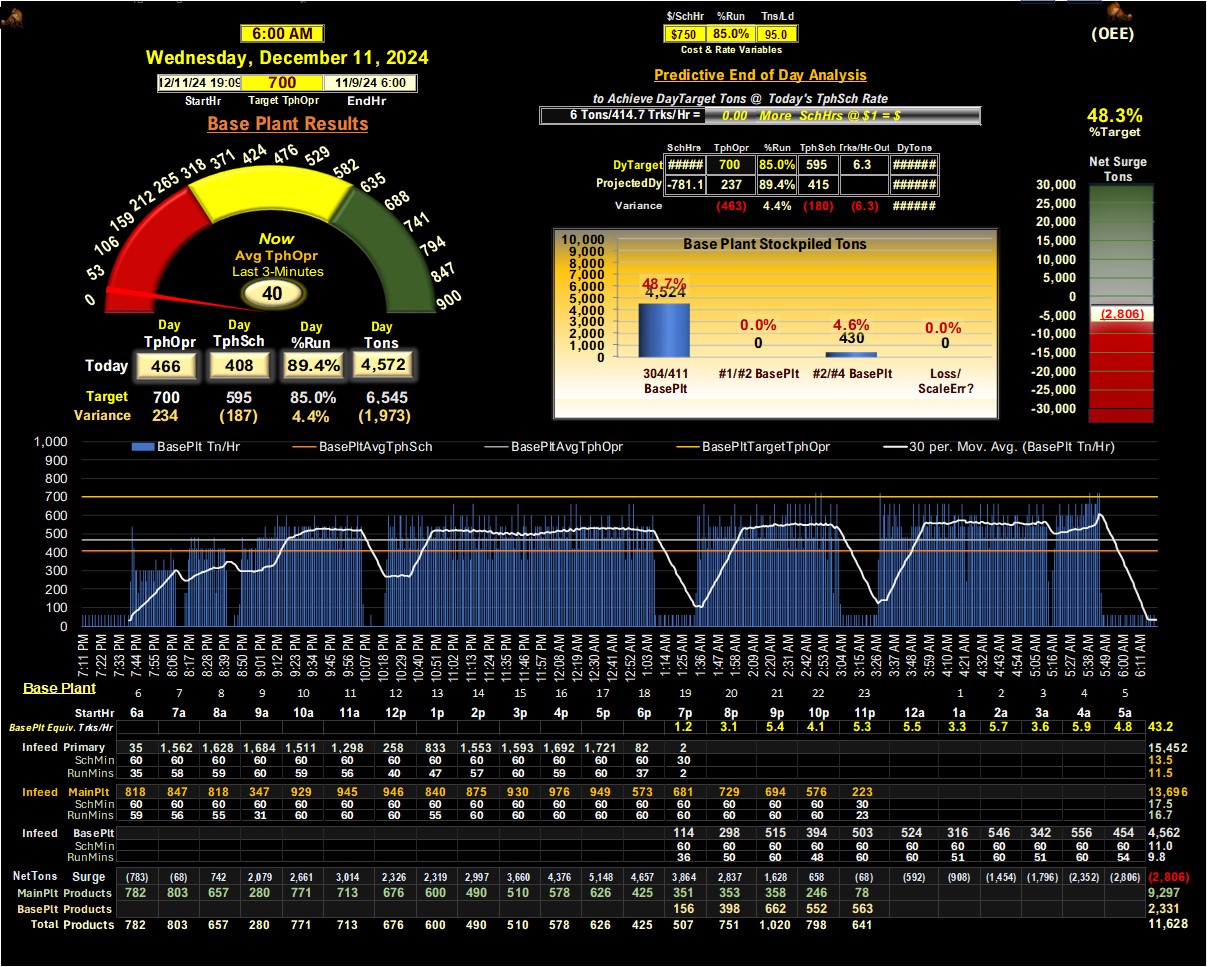 $/SchHr %Run Tns/Ld
$750 85.0% 95.0
Cost & Rate Variables
(OEE)
6:00 AM
Wednesday, December 11, 2024
12/11/24 19:09 700 11/9/24 6:00
StartHr Target TphOpr EndHr
Base Plant Results
Predictive End of Day Analysis
to Achieve DayTarget Tons @ Today's TphSch Rate
6 Tons/414.7 Trks/Hr = 0.00 More SchHrs @ $1 = $
48.3%
%Target
SchHrs TphOpr %Run Tph Sch Trks/Hr-Out DyTons
DyTarget ##### 700 85.0% 595 6.3 ######
ProjectedDy -781.1 237 89.4% 415 ######
Variance (463) 4.4% (180) (6.3) ######
0 53 106 159 212 265 318 371 424 476 529 582 635 688 741 794 847 900
Now
Avg TphOpr
Last 3-Minutes
40
Day Day Day Day
TphOpr TphSch %Run Tons
Today 466 408 89.4% 4,572
Target 700 595 85.0% 6,545
Variance 234 (187) 4.4% (1,973)
Base Plant Stockpiled Tons
10,000
9,000
8,000
7,000
6,000
5,000
4,000
3,000
2,000
1,000
0
48.7% 0.0% 4.6% 0.0%
4,524 0 430 0
304/411 BasePlt #1/#2 BasePlt #2/#4 BasePlt Loss/ ScaleErr?
Net Surge
Tons
30,000
25,000
20,000
15,000
10,000
5,000
0
-5,000
-10,000
-15,000
-20,000
-25,000
-30,000
(2,806)
BasePlt Tn/Hr BasePltAvgTphSch BasePltAvgTphOpr BasePltTargetTphOpr 30 per. Mov. Avg. (BasePlt Tn/Hr)
1,000
900
800
700
600
500
400
300
200
100
0
7:11 PM 7:22 PM 7:33 PM 7:44 PM 7:55 PM 8:06 PM 8:17 PM 8:28 PM 8:39 PM 8:50 PM 9:01 PM 9:12 PM 9:23 PM 9:34 PM 9:45 PM 9:56 PM 10:07 PM 10:18 PM 10:29 PM 10:40 PM 10:51 PM 11:02 PM 11:13 PM 11:24 PM 11:35 PM 11:46 PM 11:57 PM 12:08 AM 12:19 AM 12:30 AM 12:41 AM 12:52 AM 1:03 AM 1:14 AM 1:25 AM 1:36 AM 1:47 AM 1:58 AM 2:09 AM 2:20 AM 2:31 AM 2:42 AM 2:53 AM 3:04 AM 3:15 AM 3:26 AM 3:37 AM 3:48 AM 3:59 AM 4:10 AM 4:21 AM 4:32 AM 4:43 AM 4:54 AM 5:05 AM 5:16 AM 5:27 AM 5:38 AM 5:49 AM 6:00 AM 6:11 AM
Base Plant 6 7 8 9 10 11 12 13 14 15 16 17 18 19 20 21 22 23 1 2 3 4 5
StartHr 6a 7a 8a 9a 10a 11a 12p 1p 2p 3p 4p 5p 6p 7p 8p 9p 10p 11p 12a 1a 2a 3a 4a 5a
BasePlt Equiv. Trks/Hr 1.2 3.1 5.4 4.1 5.3 5.5 3.3 5.7 3.6 5.9 4.8 43.2
Infeed Primary 35 1,562 1,628 1,684 1,511 1,298 258 833 1,553 1,593 1,692 1,721 82 2 15,452
SchMin 60 60 60 60 60 60 60 60 60 60 60 60 60 30 13.5
RunMins 35 58 59 60 59 56 40 47 57 60 59 60 37 2 11.5
Infeed MainPlt 818 847 818 347 929 945 946 840 875 930 976 949 573 681 729 694 576 223 13,696
SchMin 60 60 60 60 60 60 60 60 60 60 60 60 60 60 60 60 60 30 17.5
RunMins 59 56 55 31 60 60 60 55 60 60 60 60 60 60 60 60 60 23 16.7
Infeed BasePlt 114 298 515 394 503 524 316 546 342 556 454 4,562
SchMin 60 60 60 60 60 60 60 60 60 60 60 11.0
RunMins 36 50 60 48 60 60 51 60 51 60 54 9.8
NetTons Surge (783) (68) 742 2,079 2,661 3,014 2,326 2,319 2,997 3,660 4,376 5,148 4,657 3,864 2,837 1,628 658 (68) (592) (908) (1,454) (1,796) (2,352) (2,806) (2,806)
MainPlt Products 782 803 657 280 771 713 676 600 490 510 578 626 425 351 353 358 246 78 9,297
BasePlt Products 156 398 662 552 563 2,331
Total Products 782 803 657 280 771 713 676 600 490 510 578 626 425 507 751 1,020 798 641 11,628